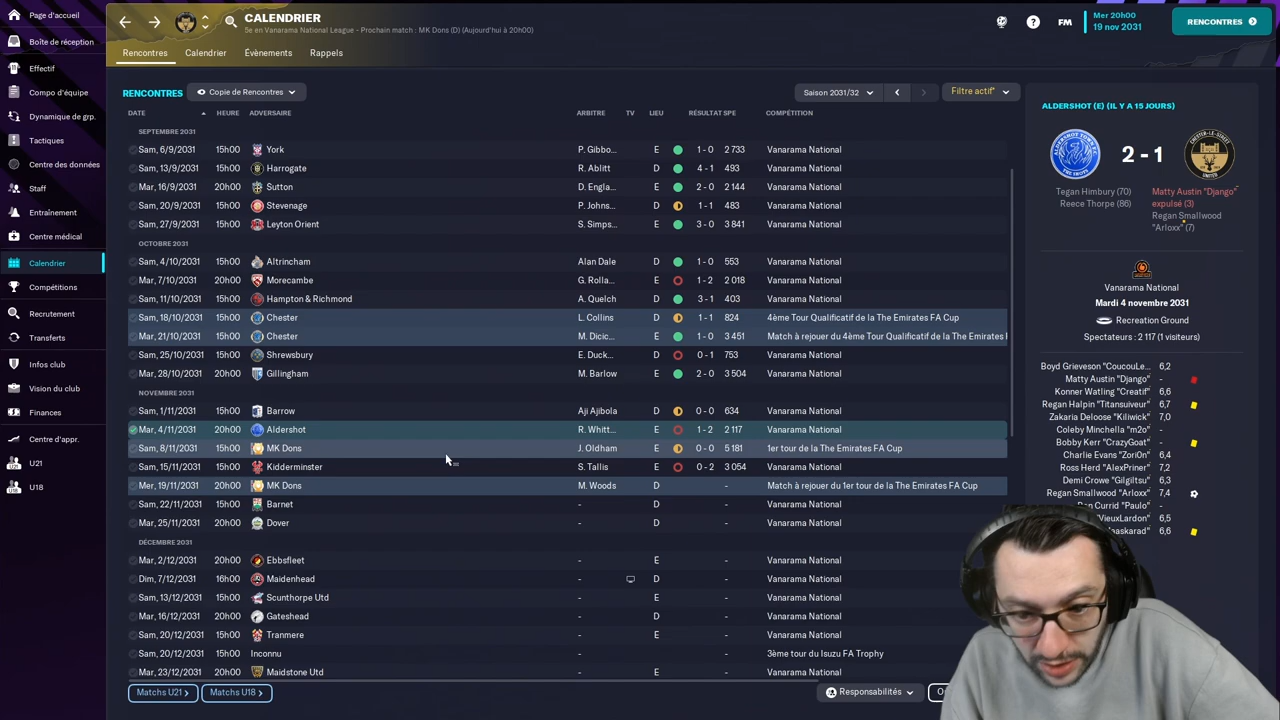 Page d'accueil
Boîte de réception
Effectif
Compo d'équipe
Dynamique de grp.
Tactiques
Centre des données
Staff
Entraînement
Centre médical
Calendrier
Compétitions
Recrutement
Transferts
Infos club
Vision du club
Finances
Centre d'appr.
U21
U18
CALENDRIER
5e en Vanarama National League - Prochain match : MK Dons (D) (Aujourd'hui à 20h00)
FM
Mer 20h00
19 nov 2031
RENCONTRES
Rencontres Calendrier Évènements Rappels
RENCONTRES Copie de Rencontres Saison 2031/32 Filtre actif*
DATE HEURE ADVERSAIRE ARBITRE TV LIEU RÉSULTAT SPE COMPÉTITION
SEPTEMBRE 2031
Sam, 6/9/2031 15h00 York P. Gibbo... E 1 - 0 2 733 Vanarama National
Sam, 13/9/2031 15h00 Harrogate R. Ablitt D 4 - 1 493 Vanarama National
Mar, 16/9/2031 20h00 Sutton D. Engla... E 2 - 0 2 144 Vanarama National
Sam, 20/9/2031 15h00 Stevenage P. Johns... D 1 - 1 483 Vanarama National
Sam, 27/9/2031 15h00 Leyton Orient S. Simps... E 3 - 0 3 841 Vanarama National
OCTOBRE 2031
Sam, 4/10/2031 15h00 Altrincham Alan Dale D 1 - 0 553 Vanarama National
Mar, 7/10/2031 20h00 Morecambe G. Rolla... E 1 - 2 2 018 Vanarama National
Sam, 11/10/2031 15h00 Hampton & Richmond A. Quelch D 3 - 1 403 Vanarama National
Sam, 18/10/2031 15h00 Chester L. Collins D 1 - 1 824 4ème Tour Qualificatif de la The Emirates FA Cup
Mar, 21/10/2031 20h00 Chester M. Dicic... E 1 - 0 3 451 Match à rejouer du 4ème Tour Qualificatif de la The Emirates
Sam, 25/10/2031 15h00 Shrewsbury E. Duck... D 0 - 1 753 Vanarama National
Mar, 28/10/2031 20h00 Gillingham M. Barlow E 2 - 0 3 504 Vanarama National
NOVEMBRE 2031
Sam, 1/11/2031 15h00 Barrow Aji Ajibola D 0 - 0 634 Vanarama National
Mar, 4/11/2031 20h00 Aldershot R. Whitt... E 1 - 2 2 117 Vanarama National
Sam, 8/11/2031 15h00 MK Dons J. Oldham E 0 - 0 5 181 1er tour de la The Emirates FA Cup
Sam, 15/11/2031 15h00 Kidderminster S. Tallis E 0 - 2 3 054 Vanarama National
Mer, 19/11/2031 20h00 MK Dons M. Woods D - Match à rejouer du 1er tour de la The Emirates FA Cup
Sam, 22/11/2031 15h00 Barnet - D - Vanarama National
Mar, 25/11/2031 20h00 Dover - D - Vanarama National
DÉCEMBRE 2031
Mar, 2/12/2031 20h00 Ebbsfleet - E - Vanarama National
Dim, 7/12/2031 16h00 Maidenhead - D - Vanarama National
Sam, 13/12/2031 15h00 Scunthorpe Utd - E - Vanarama National
Mar, 16/12/2031 20h00 Gateshead - D - Vanarama National
Sam, 20/12/2031 15h00 Tranmere - E - Vanarama National
Sam, 20/12/2031 15h00 Inconnu - - 3ème tour du Isuzu FA Trophy
Mar, 23/12/2031 20h00 Maidstone Utd - E - Vanarama National
Matchs U21 Matchs U18 Responsabilités
ALDERSHOT (E) (IL Y A 15 JOURS)
2 - 1
Tegan Himbury (70)
Reece Thorpe (86)
Matty Austin "Django"
expulsé (3)
Regan Smallwood
"Arloxx" (7)
Vanarama National
Mardi 4 novembre 2031
Recreation Ground
Spectateurs : 2 117 (1 visiteurs)
Boyd Grieveson "CoucouLe... 6,2
Matty Austin "Django" -
Konner Watling "Creatif" 6,6
Regan Halpin "Titansuiveur" 6,7
Zakaria Deloose "Kilowick" 7,0
Coleby Minchella "m2o" -
Bobby Kerr "CrazyGoat" -
Charlie Evans "Zori0n" 6,4
Ross Herd "AlexPriner" 7,2
Demi Crowe "Gilgiltsu" 6,3
Regan Smallwood "Arloxx" 7,4
Dan Currid "Paulo" -
VieuxLardon" 6,5
askarad" 6,6